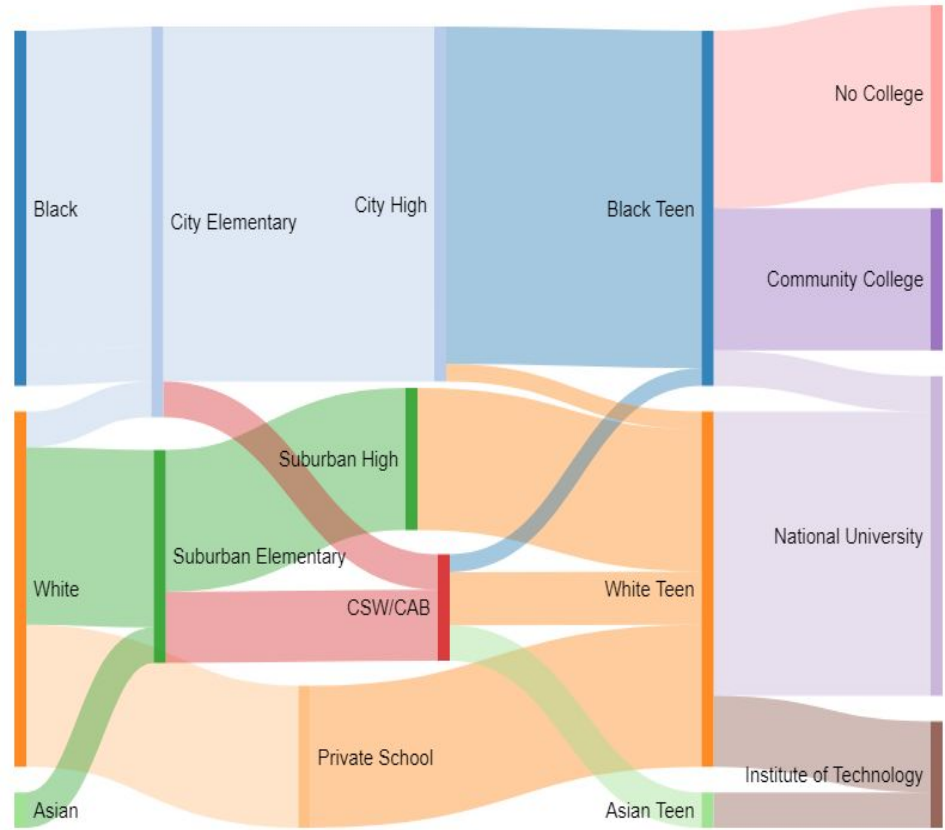 No College
Black
City Elementary
City High
Black Teen
Community College
Suburban High
National University
Suburban Elementary
White
CSW/CAB
White Teen
Private School
Institute of Technology
Asian
Asian Teen